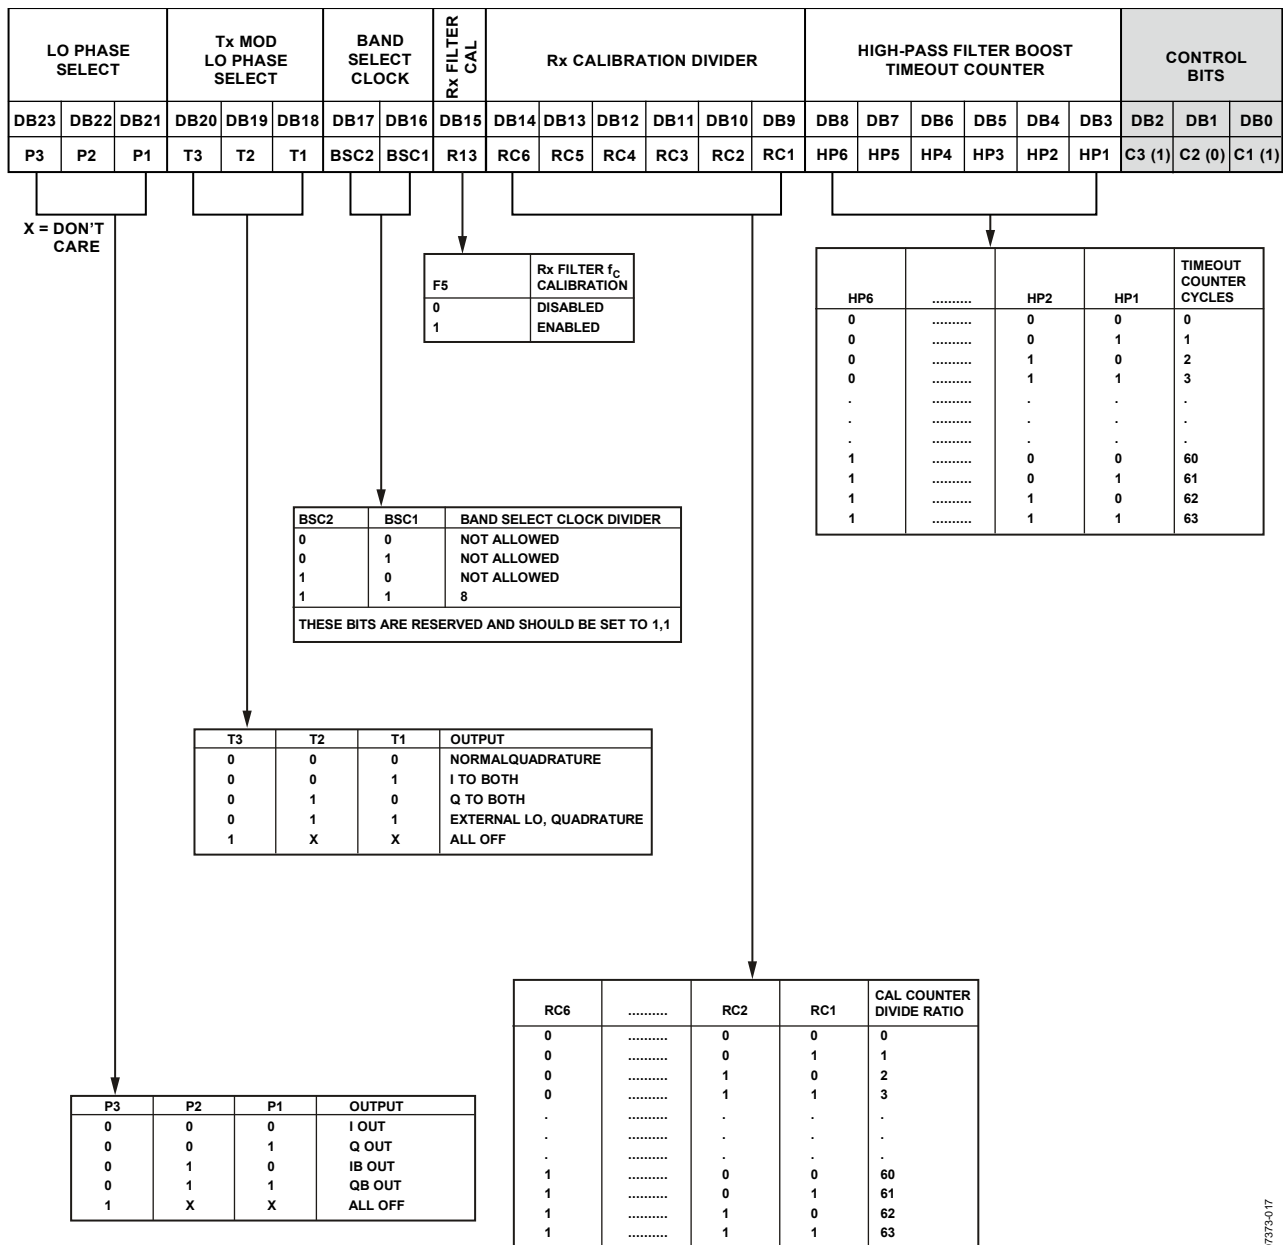 LO PHASE SELECT
Tx MOD LO PHASE SELECT
BAND SELECT CLOCK
Rx FILTER CAL
Rx CALIBRATION DIVIDER
HIGH-PASS FILTER BOOST TIMEOUT COUNTER
CONTROL BITS
DB23 DB22 DB21 DB20 DB19 DB18 DB17 DB16 DB15 DB14 DB13 DB12 DB11 DB10 DB9 DB8 DB7 DB6 DB5 DB4 DB3 DB2 DB1 DB0
P3 P2 P1 T3 T2 T1 BSC2 BSC1 R13 RC6 RC5 RC4 RC3 RC2 RC1 HP6 HP5 HP4 HP3 HP2 HP1 C3 (1) C2 (0) C1 (1)
X = DON'T
CARE
F5 Rx FILTER fC CALIBRATION
0 DISABLED
1 ENABLED
HP6 .......... HP2 HP1 TIMEOUT COUNTER CYCLES
0 .......... 0 0 0
0 .......... 0 1 1
0 .......... 1 0 2
0 .......... 1 1 3
. .......... . . .
. .......... . . .
. .......... . . .
1 .......... 0 0 60
1 .......... 0 1 61
1 .......... 1 0 62
1 .......... 1 1 63
BSC2 BSC1 BAND SELECT CLOCK DIVIDER
0 0 NOT ALLOWED
0 1 NOT ALLOWED
1 0 NOT ALLOWED
1 1 8
THESE BITS ARE RESERVED AND SHOULD BE SET TO 1,1
T3 T2 T1 OUTPUT
0 0 0 NORMALQUADRATURE
0 0 1 I TO BOTH
0 1 0 Q TO BOTH
0 1 1 EXTERNAL LO, QUADRATURE
1 X X ALL OFF
RC6 .......... RC2 RC1 CAL COUNTER DIVIDE RATIO
0 .......... 0 0 0
0 .......... 0 1 1
0 .......... 1 0 2
0 .......... 1 1 3
. .......... . . .
. .......... . . .
. .......... . . .
1 .......... 0 0 60
1 .......... 0 1 61
1 .......... 1 0 62
1 .......... 1 1 63
P3 P2 P1 OUTPUT
0 0 0 I OUT
0 0 1 Q OUT
0 1 0 IB OUT
0 1 1 QB OUT
1 X X ALL OFF
07373-017